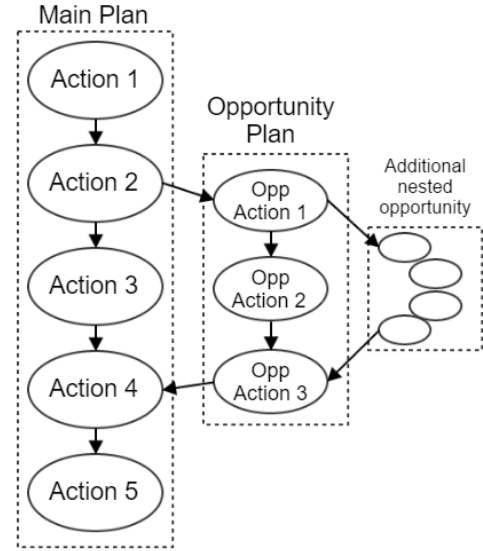 Main Plan
Action 1
Action 2
Action 3
Action 4
Action 5
Opportunity
Plan
Opp
Action 1
Opp
Action 2
Opp
Action 3
Additional
nested
opportunity